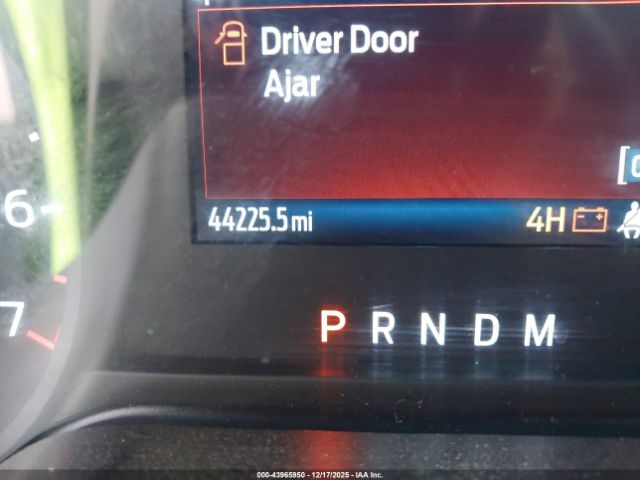 Driver Door
Ajar
6
44225.5 mi 4H
7
P R N D M
000-43965950 - 12/17/2025 - IAA Inc.